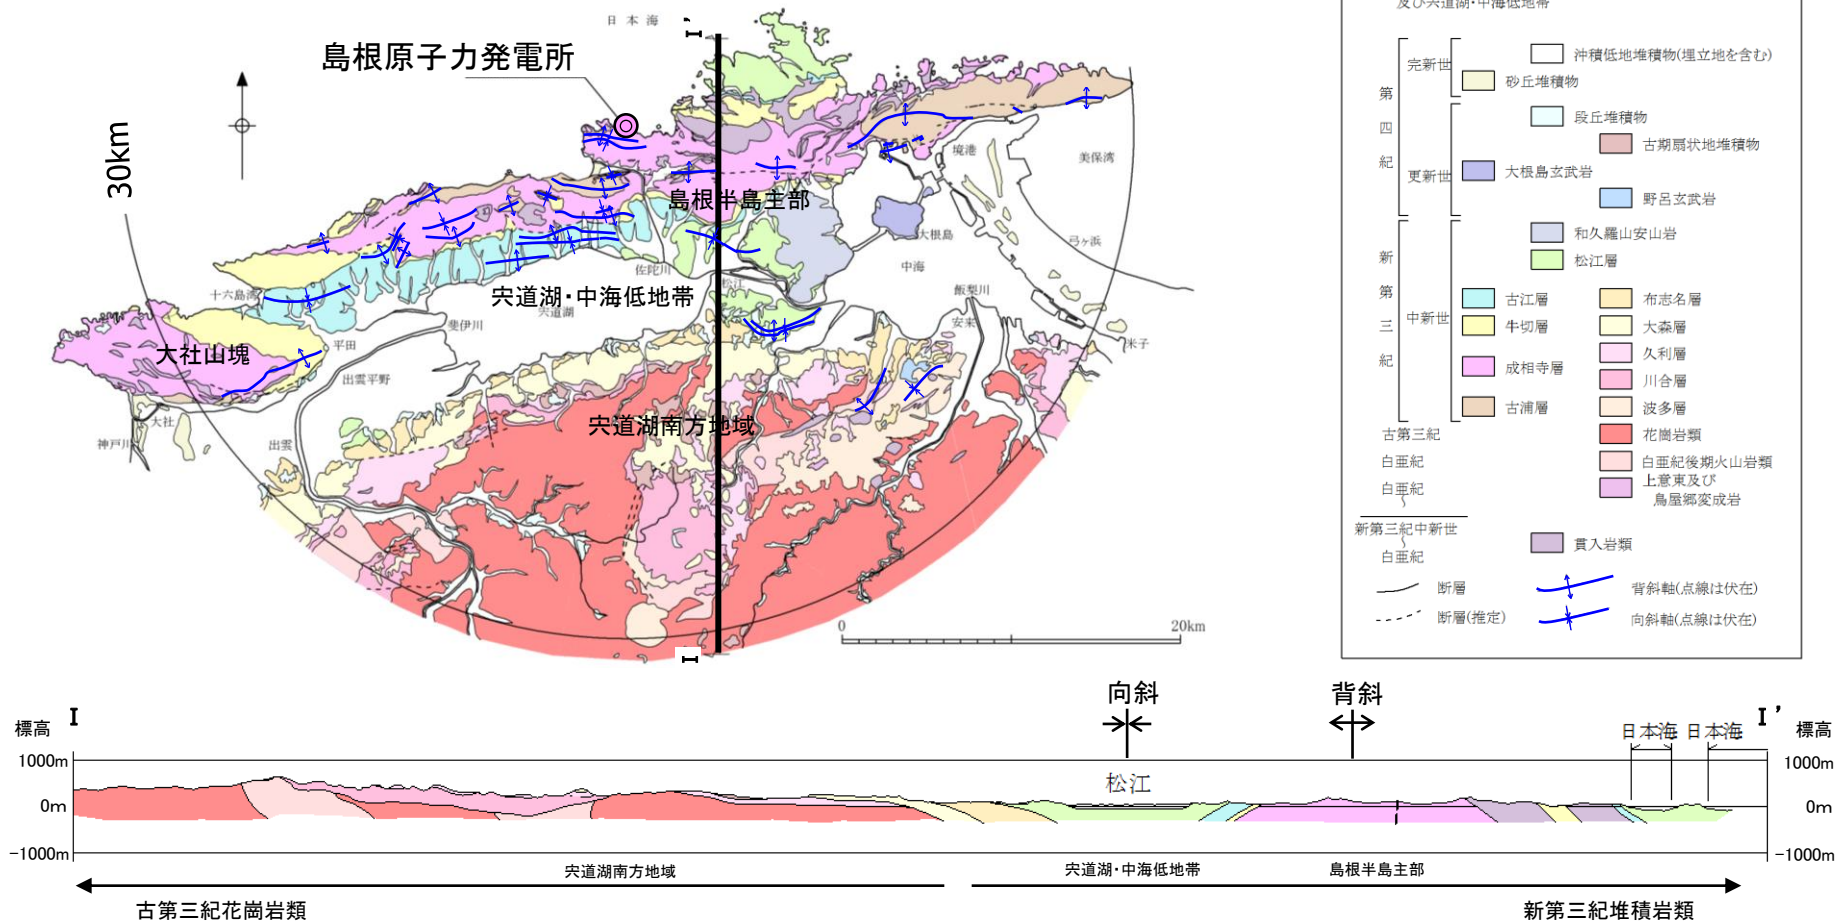 及び宍道湖・中海低地帯
日本海
I'
島根原子力発電所
30km
境港
美保湾
島根半島主部
大根島
弓ヶ浜
中海
佐陀川
松江
十六島湾
宍道湖・中海低地帯
宍道湖
飯梨川
斐伊川
安来
米子
大社山塊
平田
出雲平野
大社
神戸川
出雲
宍道湖南方地域
0
20km
I
第四紀
完新世
沖積低地堆積物(埋立地を含む)
砂丘堆積物
更新世
段丘堆積物
古期扇状地堆積物
大根島玄武岩
野呂玄武岩
新第三紀
中新世
和久羅山安山岩
松江層
古江層
布志名層
牛切層
大森層
久利層
成相寺層
川合層
古浦層
波多層
古第三紀
花崗岩類
白亜紀
白亜紀後期火山岩類
白亜紀
~
上意東及び
鳥屋郷変成岩
新第三紀中新世
~
白亜紀
貫入岩類
断層
背斜軸(点線は伏在)
断層(推定)
向斜軸(点線は伏在)
向斜
背斜
標高
I
I'
標高
日本海
日本海
1000m
1000m
松江
0m
0m
-1000m
-1000m
宍道湖南方地域
宍道湖・中海低地帯
島根半島主部
古第三紀花崗岩類
新第三紀堆積岩類